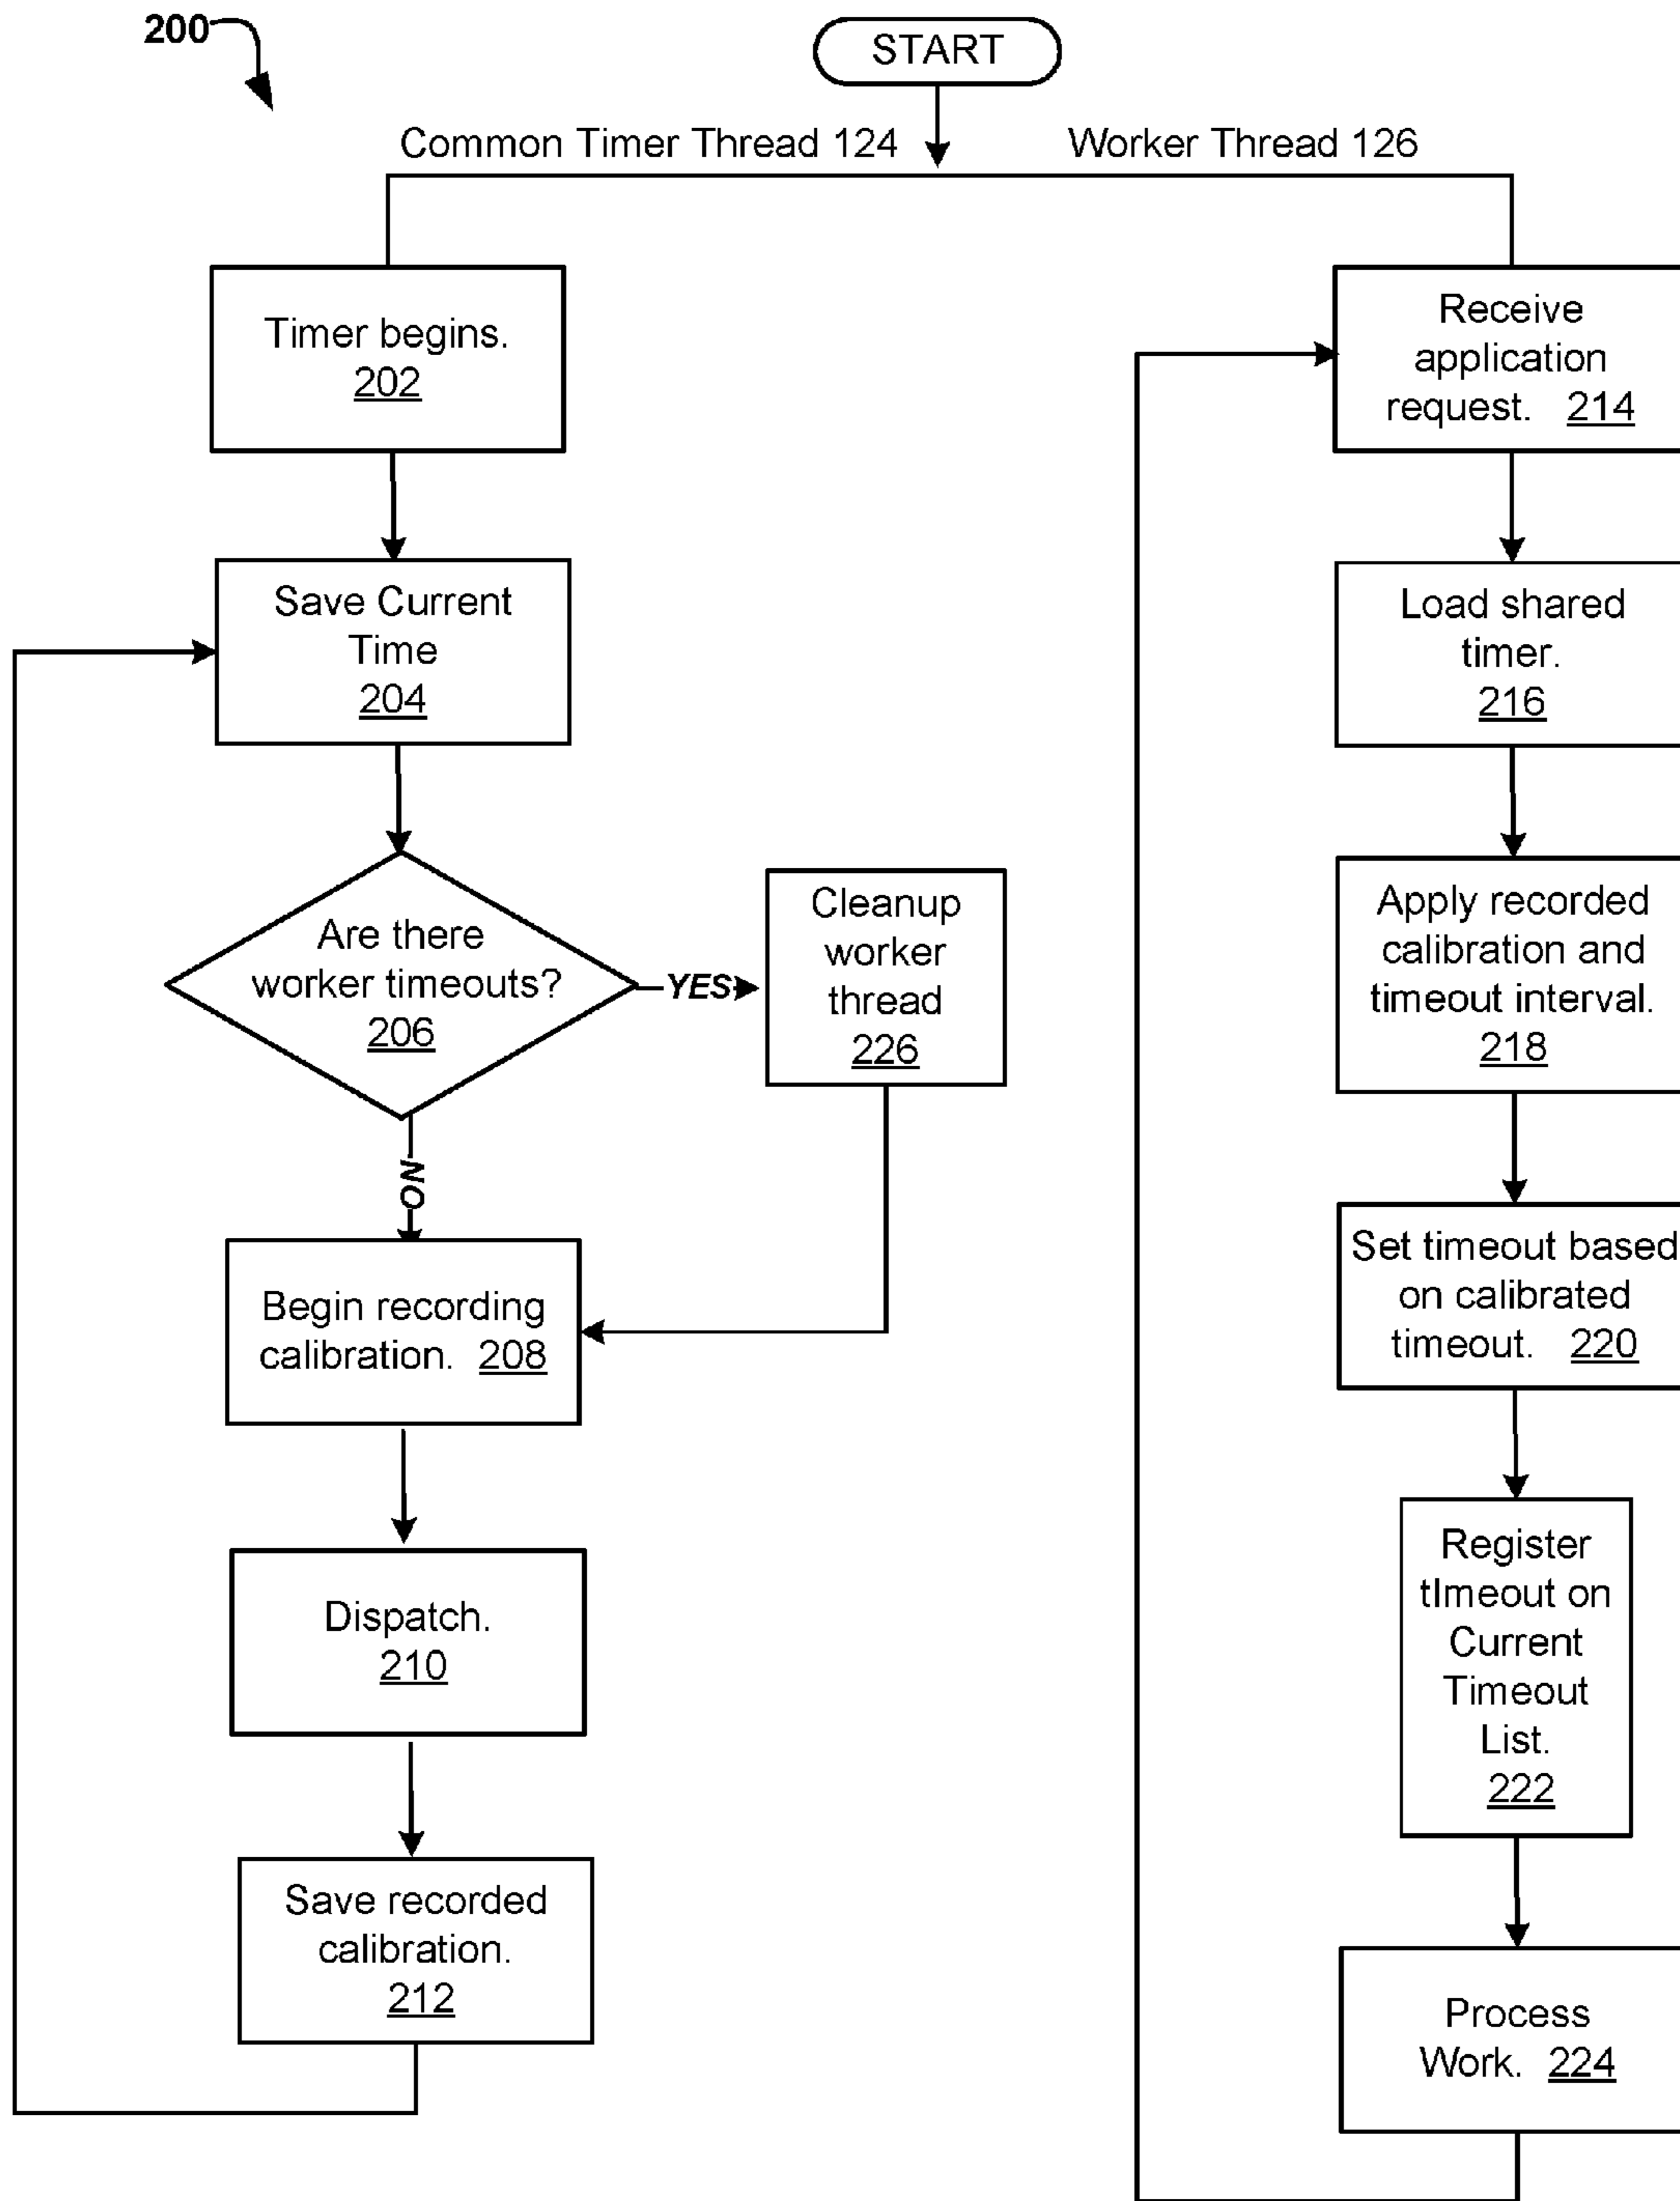 200
START
Common Timer Thread 124
Worker Thread 126
Timer begins.
202
Save Current
Time
204
Are there
worker timeouts?
206
YES
Cleanup
worker
thread
226
NO
Begin recording
calibration. 208
Dispatch.
210
Save recorded
calibration.
212
Receive
application
request. 214
Load shared
timer.
216
Apply recorded
calibration and
timeout interval.
218
Set timeout based
on calibrated
timeout. 220
Register
tImeout on
Current
Timeout
List.
222
Process
Work. 224